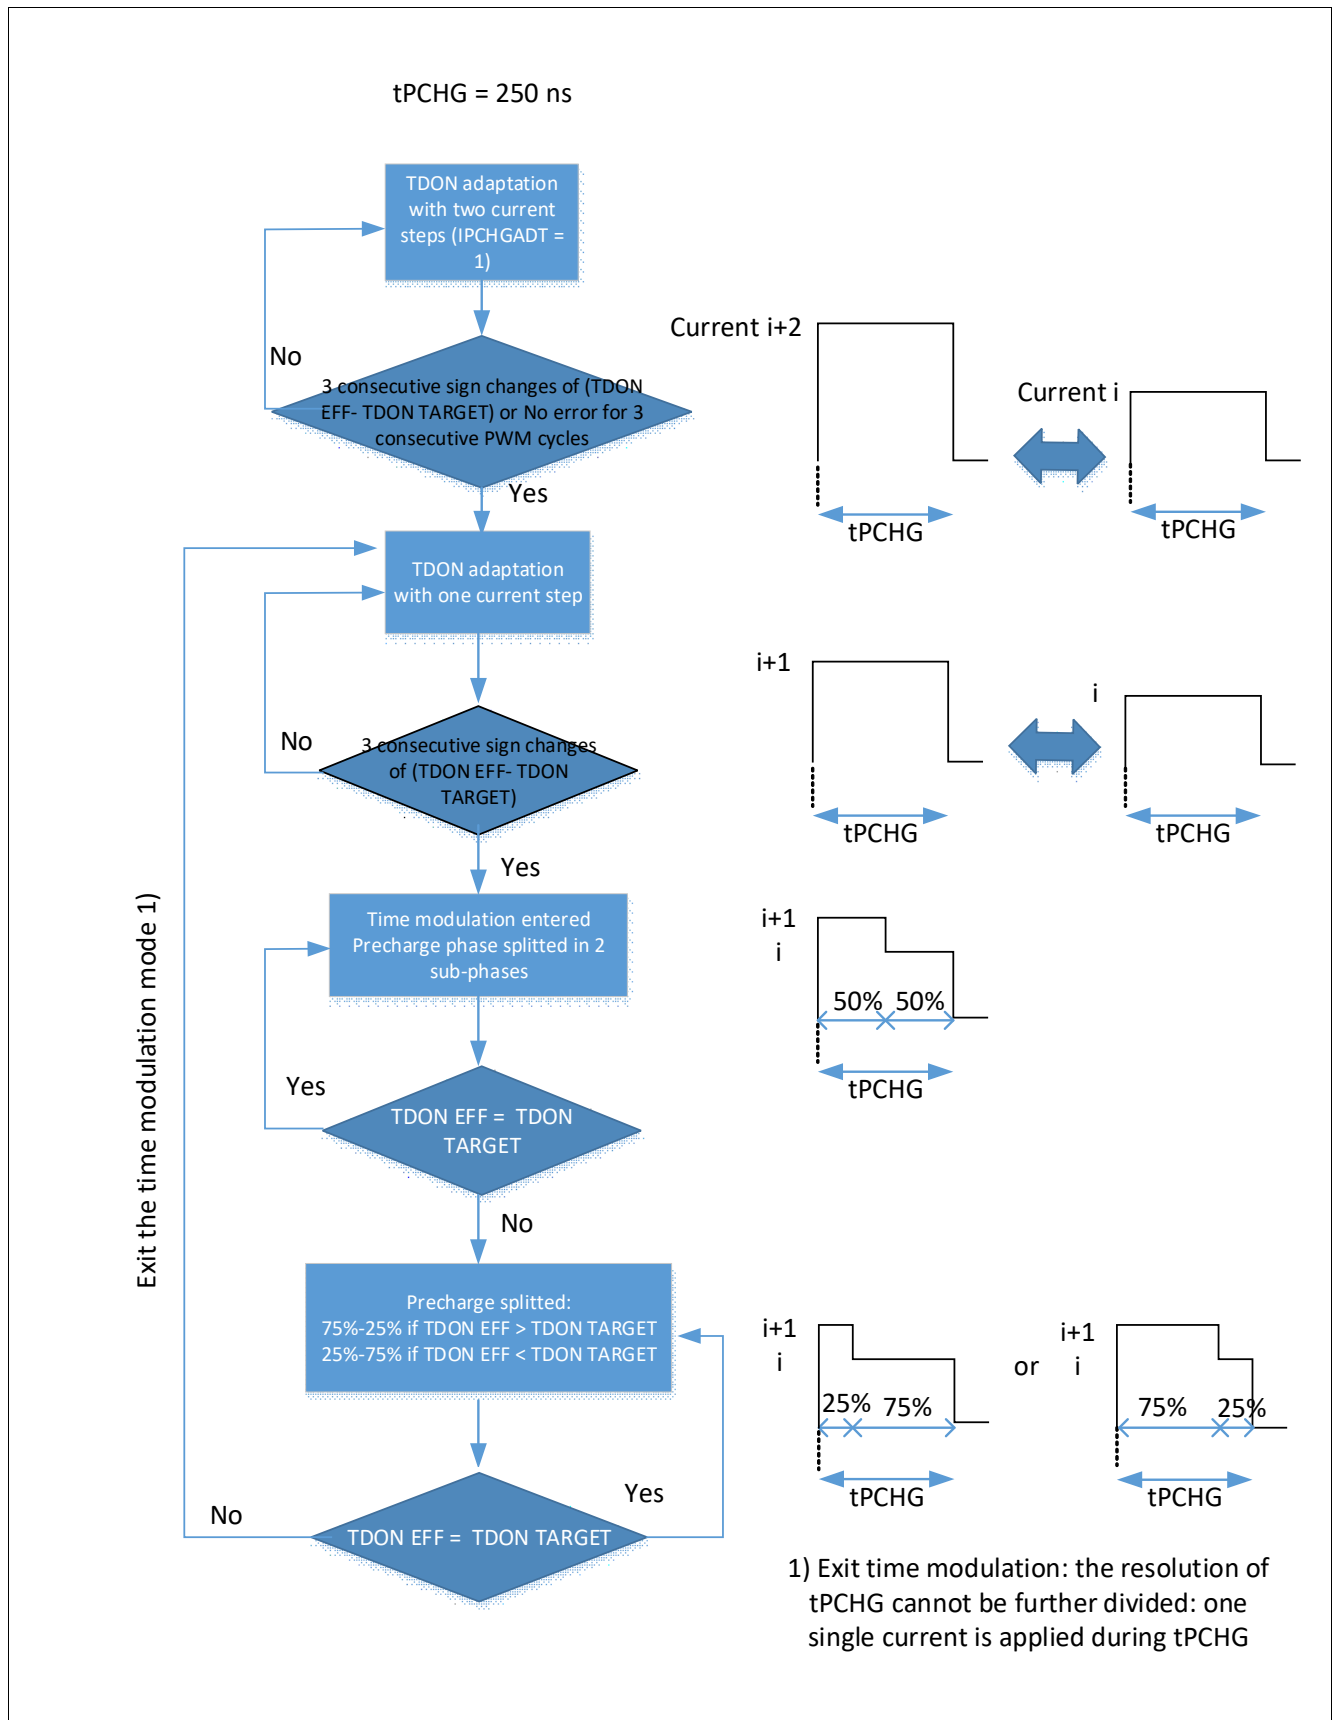 tPCHG = 250 ns
TDON adaptation
with two current
steps (IPCHGADT =
1)
No
3 consecutive sign changes of (TDON
EFF- TDON TARGET) or No error for 3
consecutive PWM cycles
Yes
Current i+2
tPCHG
Current i
tPCHG
TDON adaptation
with one current step
No
3 consecutive sign changes
of (TDON EFF- TDON
TARGET)
Yes
i+1
tPCHG
i
tPCHG
Time modulation entered
Precharge phase splitted in 2
sub-phases
i+1
i
50%
50%
tPCHG
Yes
TDON EFF =  TDON
TARGET
No
Exit the time modulation mode 1)
Precharge splitted:
75%-25% if TDON EFF > TDON TARGET
25%-75% if TDON EFF < TDON TARGET
i+1
i
25%
75%
tPCHG
or
i+1
i
75%
25%
tPCHG
No
Yes
TDON EFF =  TDON TARGET
1) Exit time modulation: the resolution of
tPCHG cannot be further divided: one
single current is applied during tPCHG